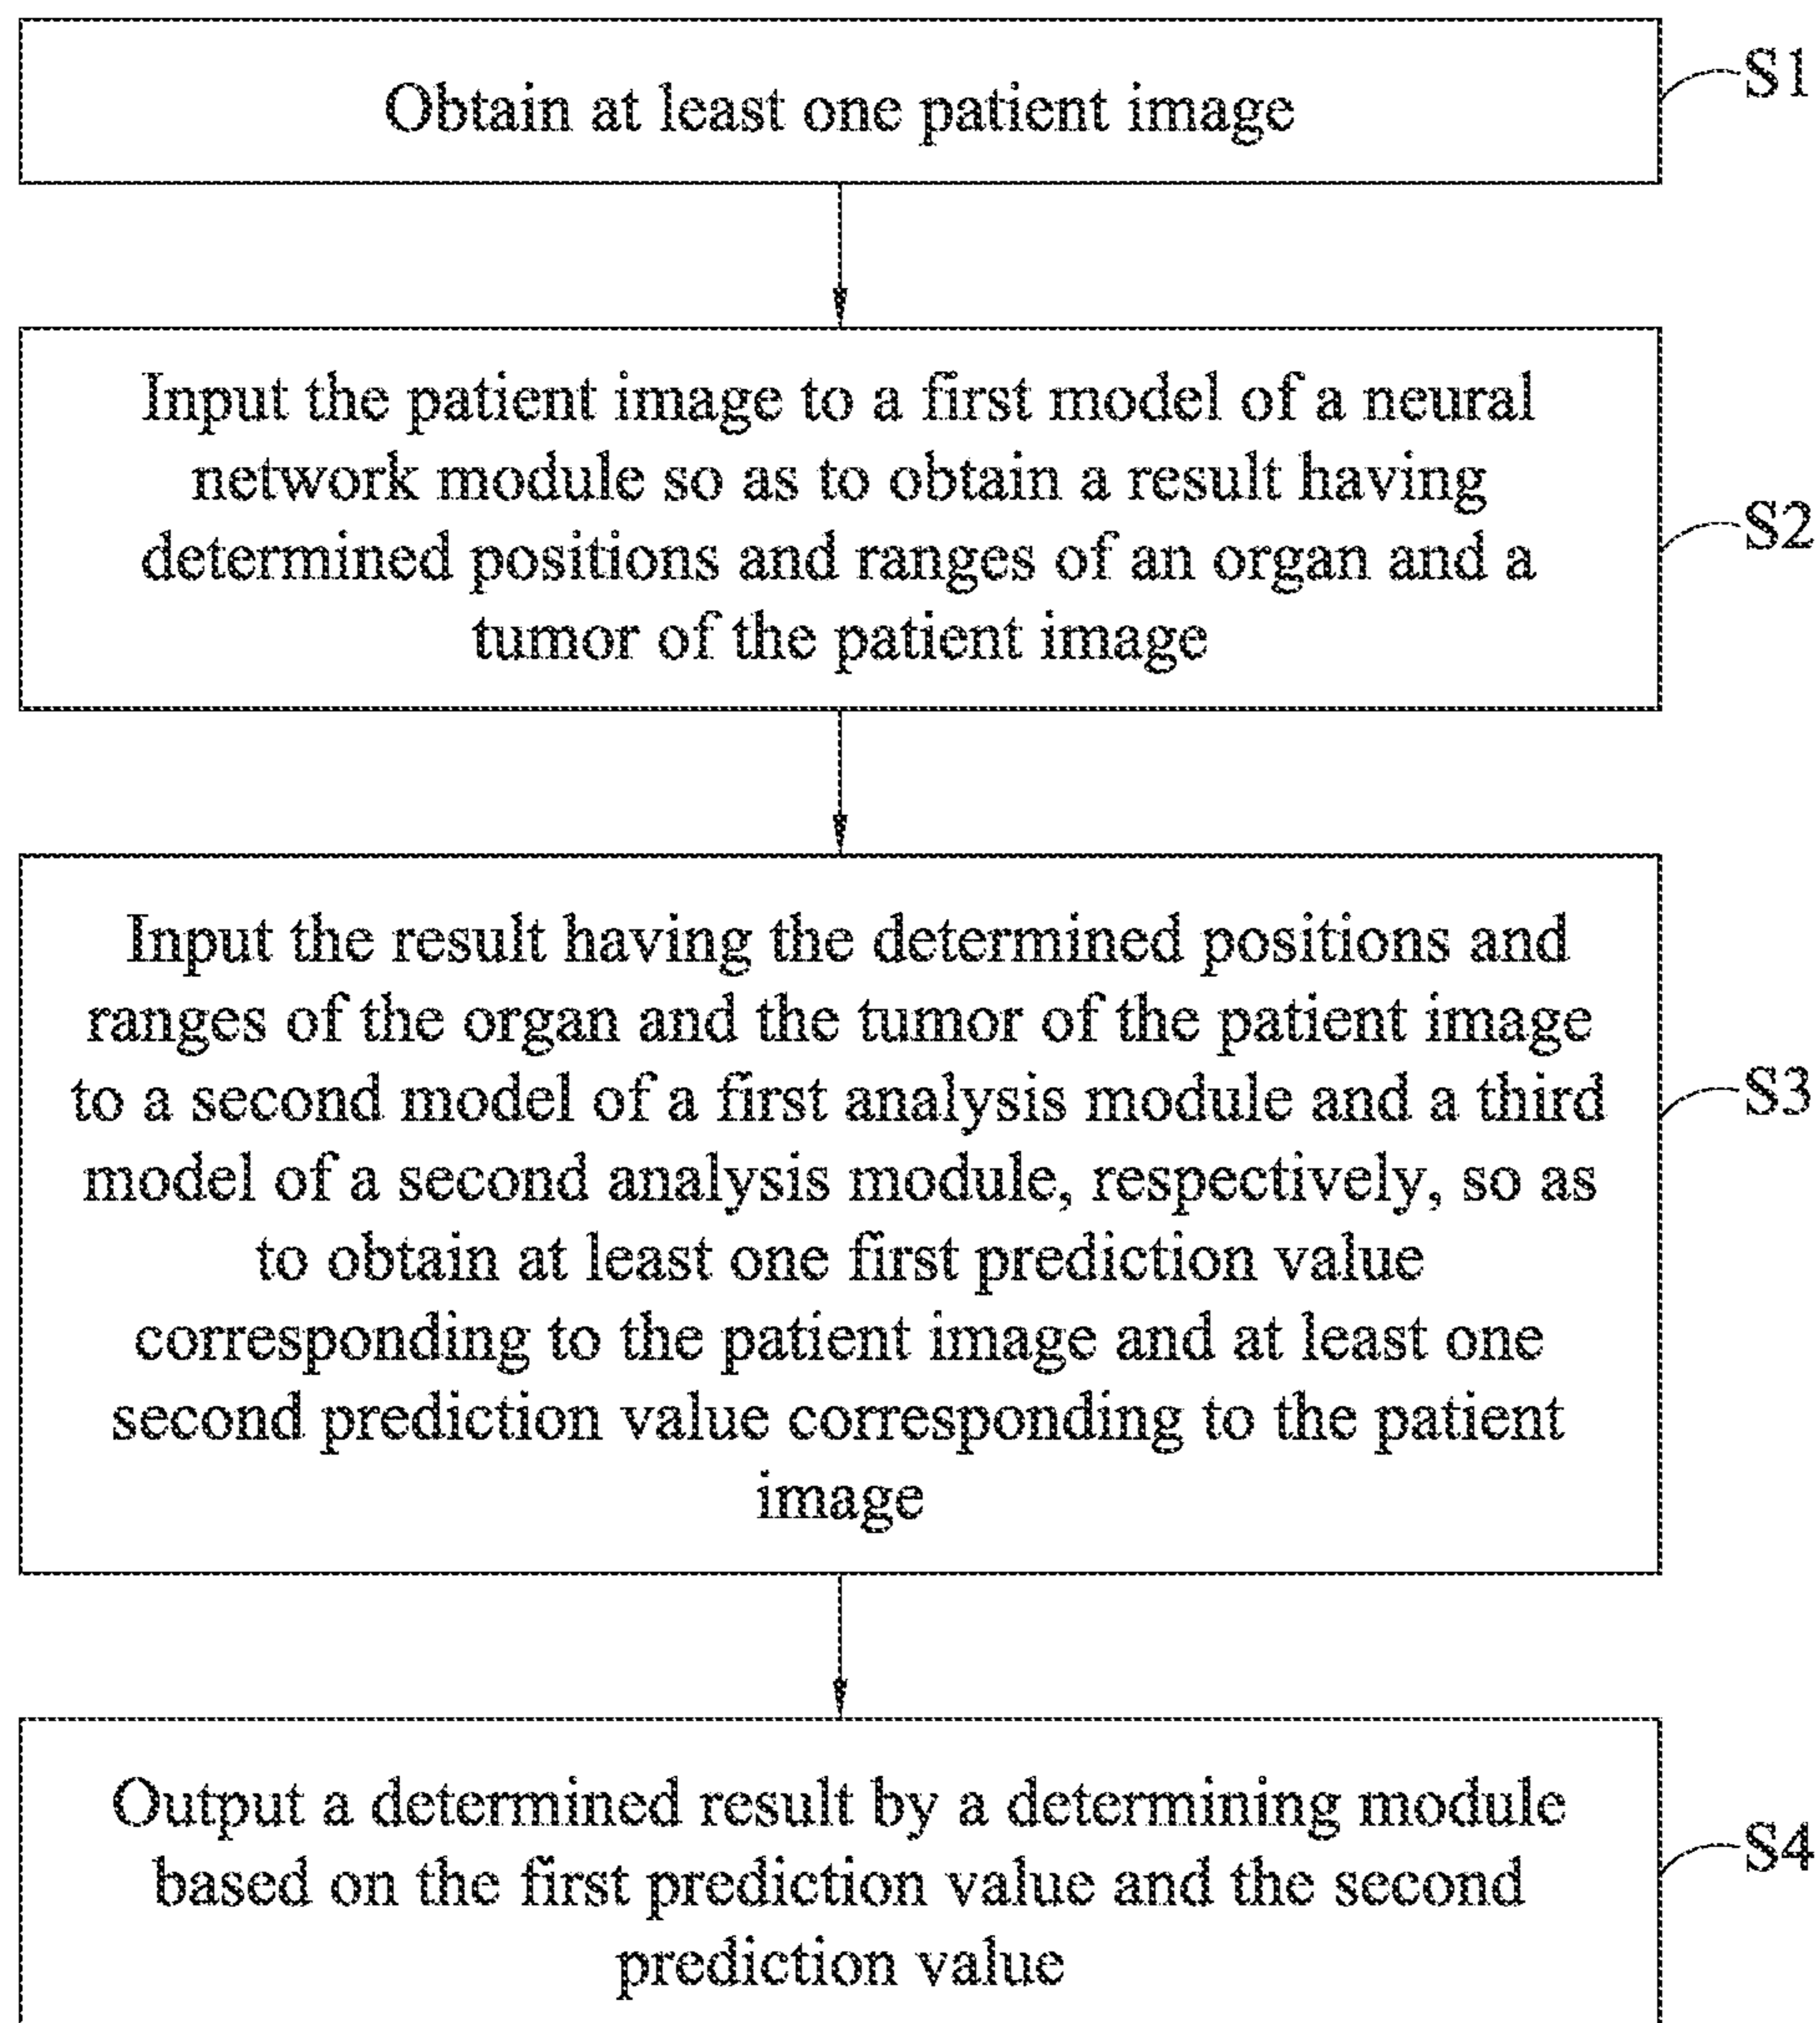 Obtain at least one patient image
S1
Input the patient image to a first model of a neural
network module so as to obtain a result having
determined positions and ranges of an organ and a
tumor of the patient image
S2
Input the result having the determined positions and
ranges of the organ and the tumor of the patient image
to a second model of a first analysis module and a third
model of a second analysis module, respectively, so as
to obtain at least one first prediction value
corresponding to the patient image and at least one
second prediction value corresponding to the patient
image
S3
Output a determined result by a determining module
based on the first prediction value and the second
prediction value
S4